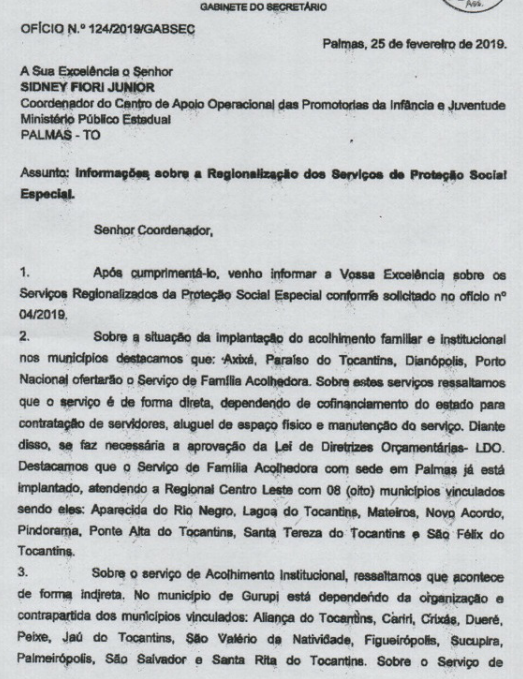 GABINETE DO SECRETÁRIO
Ass.
OFÍCIO N.º 124/2019/GABSEC
Palmas, 25 de fevereiro de 2019.
A Sua Excelência o Senhor
SIDNEY FIORI JUNIOR
Coordenador do Centro de Apoio Operacional das Promotorias da Infância e Juventude
Ministério Público Estadual
PALMAS - TO
Assunto: Informações sobre a Regionalização dos Serviços de Proteção Social
Especial.
Senhor Coordenador,
1. Após cumprimentá-lo, venho informar a Vossa Excelência sobre os
Serviços Regionalizados da Proteção Social Especial conforme solicitado no ofício nº
04/2019.
2. Sobre a situação da implantação do acolhimento familiar e institucional
nos municípios destacamos que: Axixá, Paraíso do Tocantins, Dianópolis, Porto
Nacional ofertarão o Serviço de Família Acolhedora. Sobre estes serviços ressaltamos
que o serviço é de forma direta, dependendo de cofinanciamento do estado para
contratação de servidores, aluguel de espaço físico e manutenção do serviço. Diante
disso, se faz necessária a aprovação da Lei de Diretrizes Orçamentárias- LDO.
Destacamos que o Serviço de Família Acolhedora com sede em Palmas já está
implantado, atendendo a Regional Centro Leste com 08 (oito) municípios vinculados
sendo eles: Aparecida do Rio Negro, Lagoa do Tocantins, Mateiros, Novo Acordo,
Pindorama, Ponte Alta do Tocantins, Santa Tereza do Tocantins e São Félix do
Tocantins.
3. Sobre o serviço de Acolhimento Institucional, ressaltamos que acontece
de forma indireta. No município de Gurupi está dependendo da organização e
contrapartida dos municípios vinculados: Aliança do Tocantins, Cariri, Crixás, Dueré,
Peixe, Jaú do Tocantins, São Valério da Natividade, Figueirópolis, Sucupira,
Palmeirópolis, São Salvador e Santa Rita do Tocantins. Sobre o Serviço de